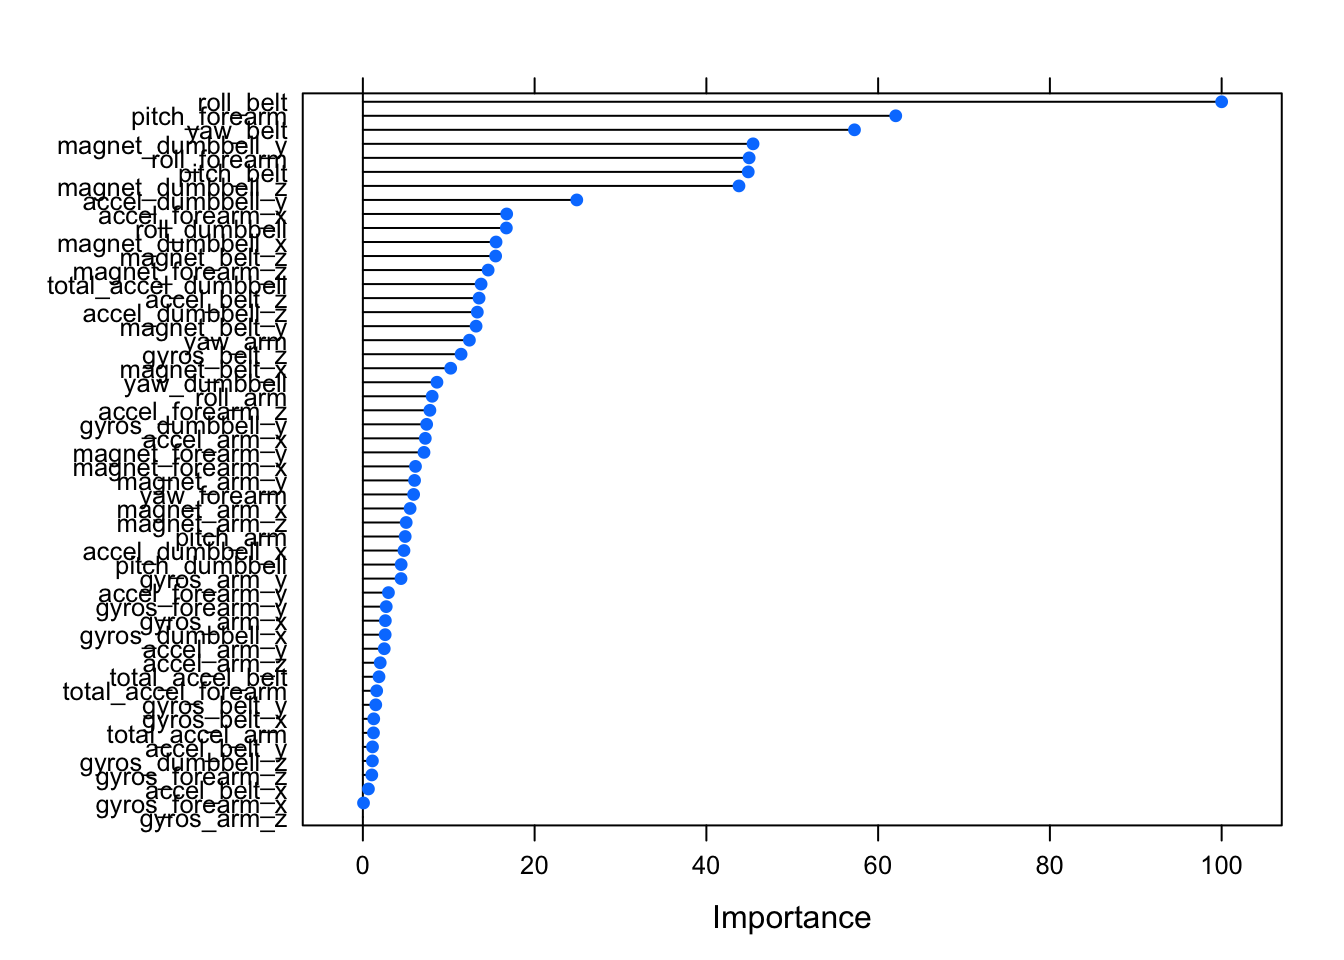 roll_belt
pitch_forearm
yaw_belt
magnet_dumbbell_y
roll_forearm
pitch_belt
magnet_dumbbell_z
accel_dumbbell_y
accel_forearm_x
roll_dumbbell
magnet_dumbbell_x
magnet_belt_z
magnet_forearm_z
total_accel_dumbbell
accel_belt_z
accel_dumbbell_z
magnet_belt_y
yaw_arm
gyros_belt_z
magnet_belt_x
yaw_dumbbell
roll_arm
accel_forearm_z
gyros_dumbbell_y
accel_arm_x
magnet_forearm_y
magnet_forearm_x
magnet_arm_y
yaw_forearm
magnet_arm_x
magnet_arm_z
pitch_arm
accel_dumbbell_x
pitch_dumbbell
gyros_arm_y
accel_forearm_y
gyros_forearm_y
gyros_arm_x
gyros_dumbbell_x
accel_arm_y
accel_arm_z
total_accel_belt
total_accel_forearm
gyros_belt_y
gyros_belt_x
total_accel_arm
accel_belt_y
gyros_dumbbell_z
gyros_forearm_z
accel_belt_x
gyros_forearm_x
gyros_arm_z
0 20 40 60 80 100
Importance